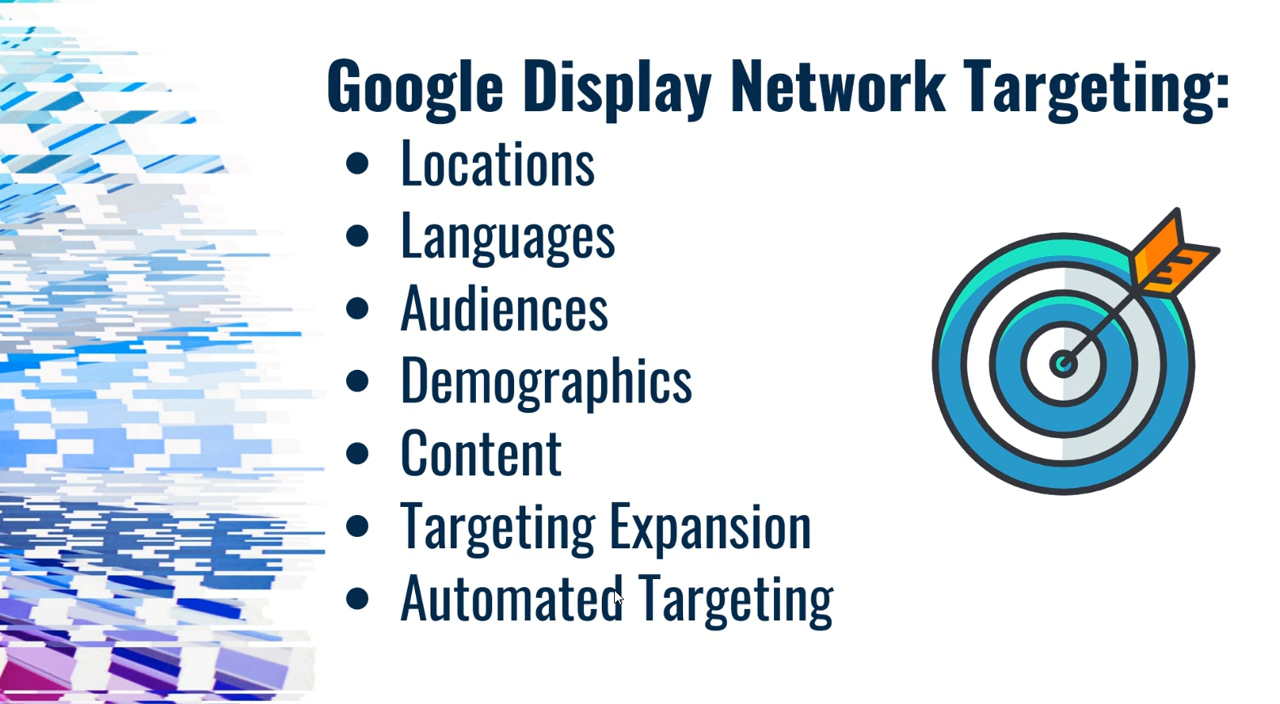 Google Display Network Targeting:
Locations
Languages
Audiences
Demographics
Content
Targeting Expansion
Automated Targeting